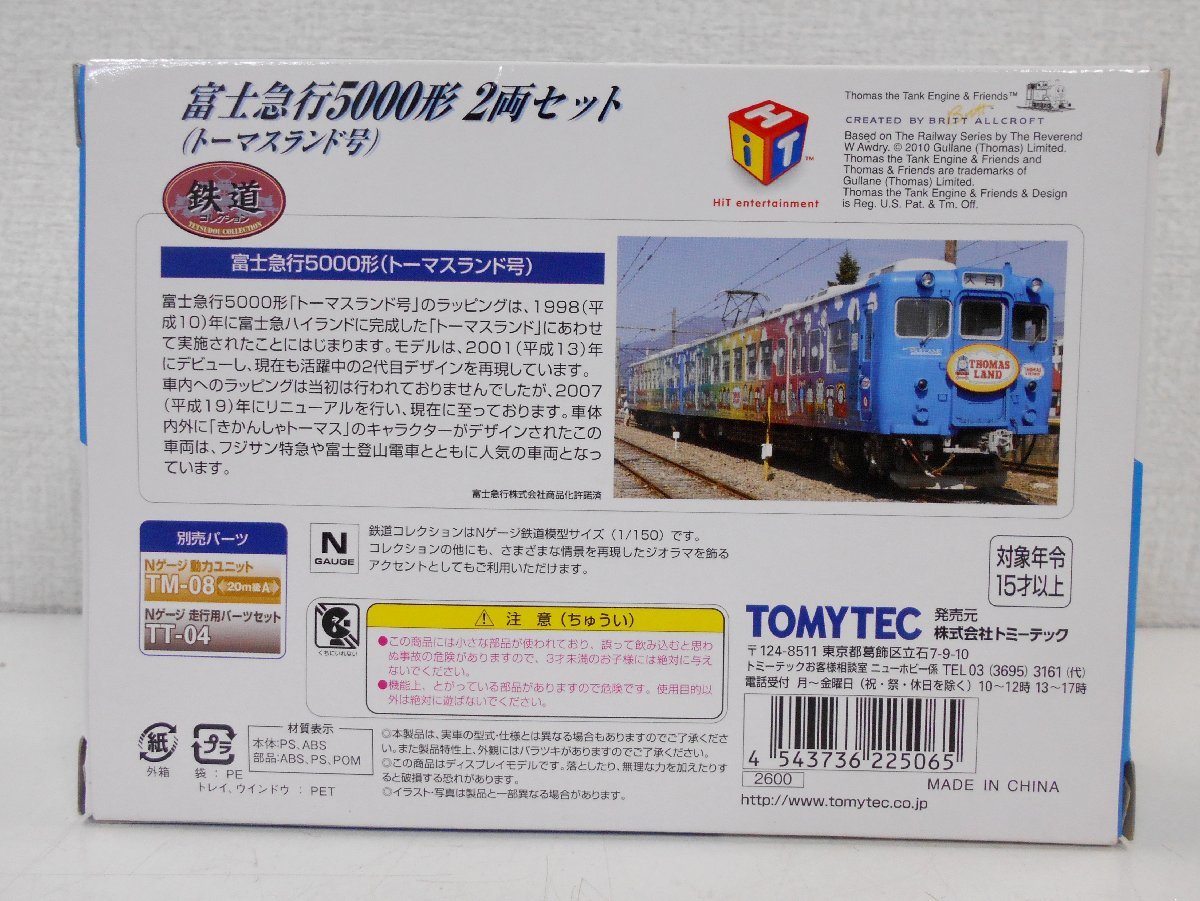 富士急行5000形 2両セット
(トーマスランド号)
鉄道
コレクション
TETSUDOU COLLECTION
HiT
HiT entertainment
Thomas the Tank Engine & Friends™
CREATED BY BRITT ALLCROFT
Based on The Railway Series by The Reverend
W Awdry. © 2010 Gullane (Thomas) Limited.
Thomas the Tank Engine & Friends and
Thomas & Friends are trademarks of
Gullane (Thomas) Limited.
Thomas the Tank Engine & Friends & Design
is Reg. U.S. Pat. & Tm. Off.
富士急行5000形(トーマスランド号)
富士急行5000形「トーマスランド号」のラッピングは、1998(平
成10)年に富士急ハイランドに完成した「トーマスランド」にあわせ
て実施されたことにはじまります。モデルは、2001(平成13)年
にデビューし、現在も活躍中の2代目デザインを再現しています。
車内へのラッピングは当初は行われておりませんでしたが、2007
(平成19)年にリニューアルを行い、現在に至っております。車体
内外に「きかんしゃトーマス」のキャラクターがデザインされたこの
車両は、フジサン特急や富士登山電車とともに人気の車両となっ
ています。
富士急行株式会社商品化許諾済
THOMAS
LAND
別売パーツ
Nゲージ 動力ユニット
TM-08 20m級A
Nゲージ 走行用パーツセット
TT-04
N
GAUGE
鉄道コレクションはNゲージ鉄道模型サイズ(1/150)です。
コレクションの他にも、さまざまな情景を再現したジオラマを飾る
アクセントとしてもご利用いただけます。
対象年令
15才以上
くちにいれない
注 意(ちゅうい)
●この商品には小さな部品が使われており、誤って飲み込むと思わ
ぬ事故の危険がありますので、3才未満のお子様には絶対に与え
ないでください。
●機能上、とがっている部品がありますので危険です。使用目的以
外は絶対に遊ばないでください。
TOMYTEC 発売元
株式会社トミーテック
〒124-8511 東京都葛飾区立石7-9-10
トミーテックお客様相談室 ニューホビー係 TEL 03 (3695) 3161 (代)
電話受付 月~金曜日(祝・祭・休日を除く) 10~12時 13~17時
紙
外箱
プラ
袋:PE
トレイ、ウインドウ:PET
材質表示
本体:PS、ABS
部品:ABS、PS、POM
◎本製品は、実車の型式・仕様とは異なる場合もありますのでご了承くださ
い。また製品特性上、外観にはバラツキがありますのでご了承ください。
◎この商品はディスプレイモデルです。落としたり、無理な力を加えたりす
ると破損する恐れがあります。
◎イラスト・写真は製品と一部異なる場合があります。
4 543736 225065
2600
MADE IN CHINA
http://www.tomytec.co.jp